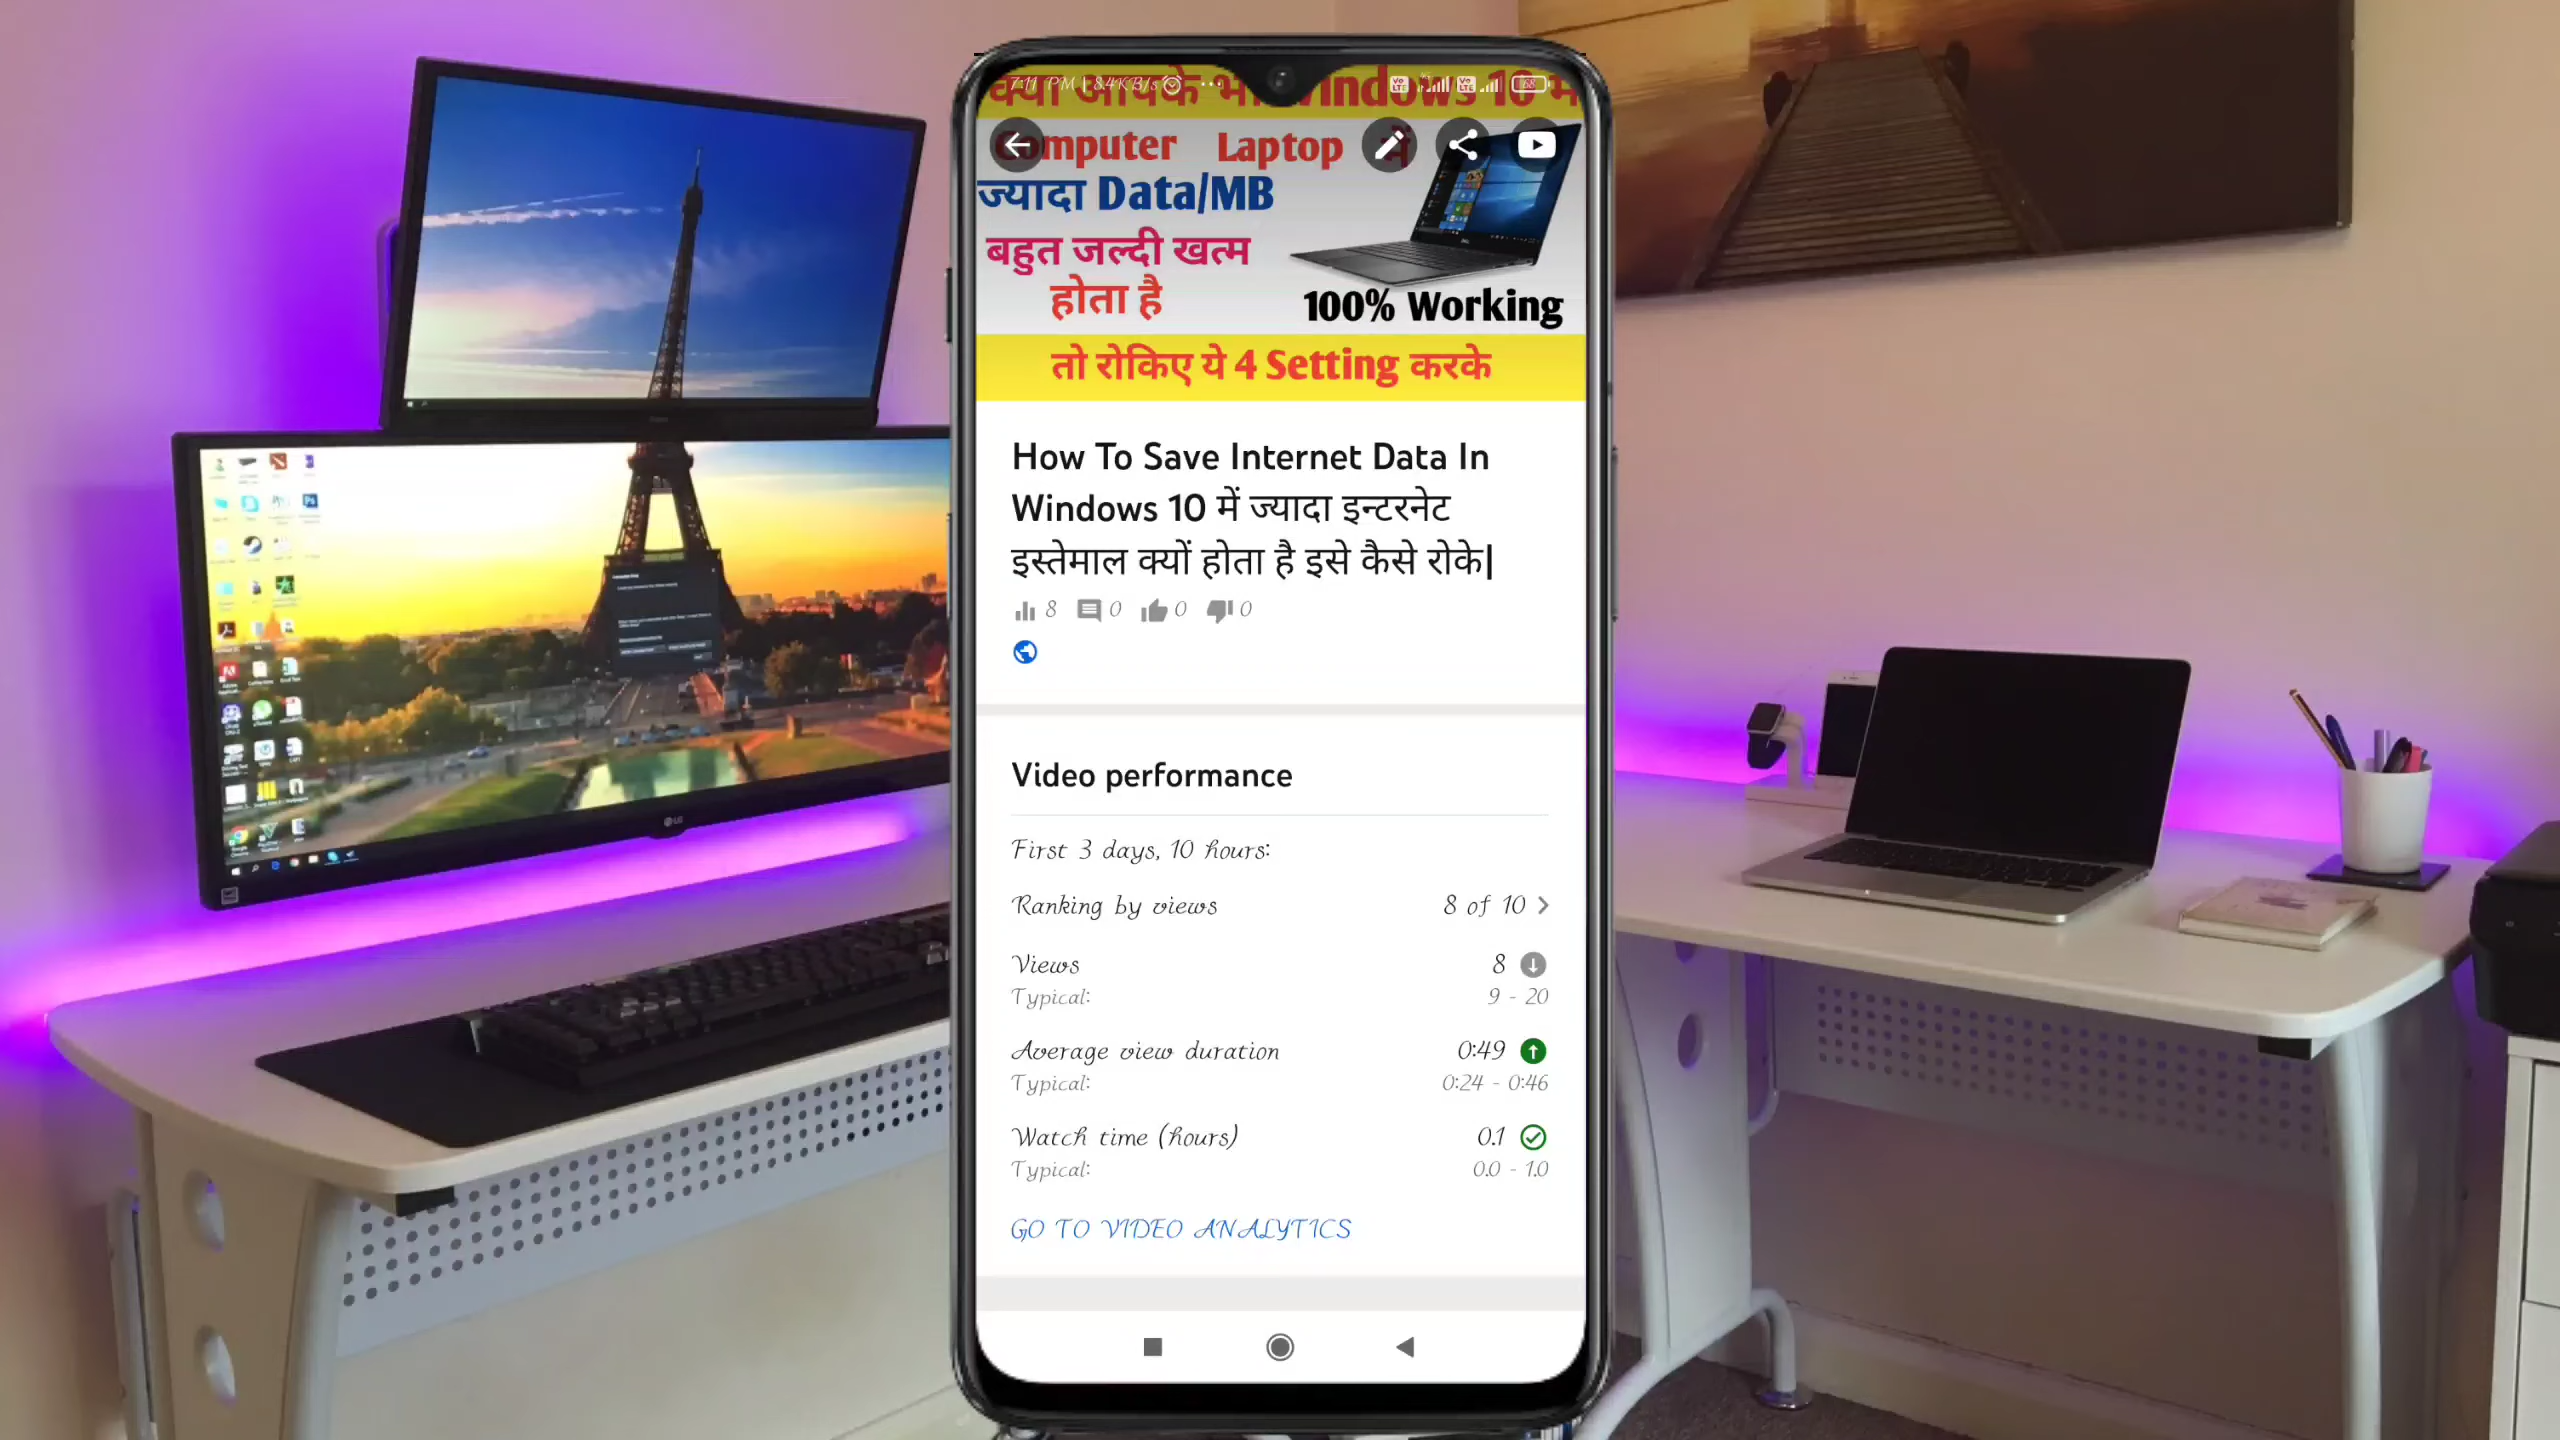 क्या आपके भी Windows 10 में
7:11 PM | 8.4KB/s ...
68
Computer Laptop में
ज्यादा Data/MB
बहुत जल्दी खत्म
होता है
100% Working
तो रोकिए ये 4 Setting करके
How To Save Internet Data In
Windows 10 में ज्यादा इन्टरनेट
इस्तेमाल क्यों होता है इसे कैसे रोके|
8 0 0 0
Video performance
First 3 days, 10 hours:
Ranking by views 8 of 10
Views 8
Typical: 9 - 20
Average view duration 0:49
Typical: 0:24 - 0:46
Watch time (hours) 0.1
Typical: 0.0 - 1.0
GO TO VIDEO ANALYTICS
LG